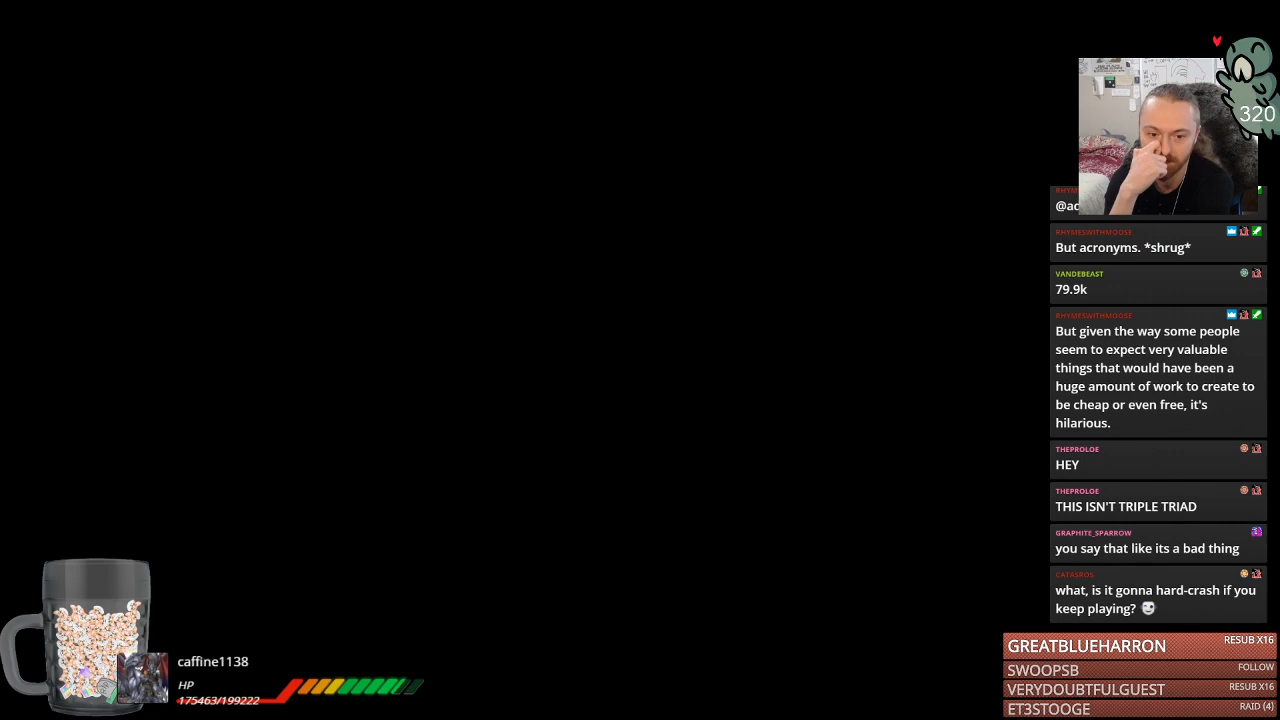 320
@ac
RHYMESWITHMOOSE
But acronyms. *shrug*
VANDEBEAST
79.9k
RHYMESWITHMOOSE
But given the way some people
seem to expect very valuable
things that would have been a
huge amount of work to create to
be cheap or even free, it's
hilarious.
THEPROLOE
HEY
THEPROLOE
THIS ISN'T TRIPLE TRIAD
GRAPHITE_SPARROW
you say that like its a bad thing
CATASROS
what, is it gonna hard-crash if you
keep playing?
GREATBLUEHARRON RESUB X16
SWOOPSB FOLLOW
VERYDOUBTFULGUEST RESUB X16
ET3STOOGE RAID (4)
caffine1138
HP
175463/199222